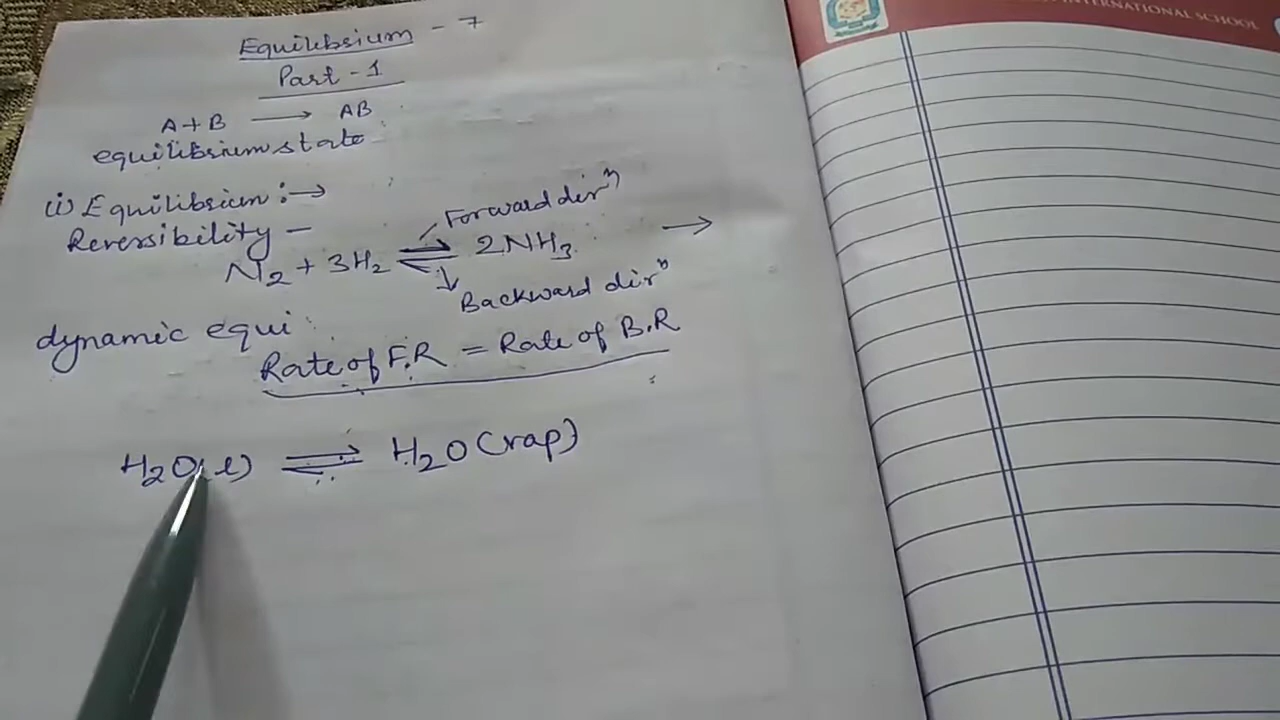 INTERNATIONAL SCHOOL
Equilibrium - 7
Part - 1
A + B ⟶ AB
equilibrium state
(i) Equilibrium :→
Reversibility -
Forward dirⁿ
N₂ + 3H₂ ⇌ 2NH₃ ⟶
Backward dirⁿ
dynamic equi
Rate of F.R = Rate of B.R
H₂O(l) ⇌ H₂O(vap)